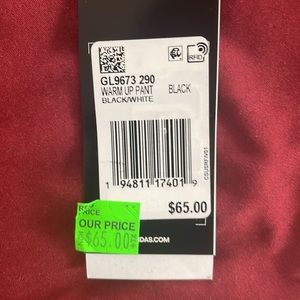 RFID
GL9673 290
WARM UP PANT BLACK
BLACK/WHITE
1 94811 17401 9
$65.00
PRICE
OUR PRICE
$65.00
DAS.COM